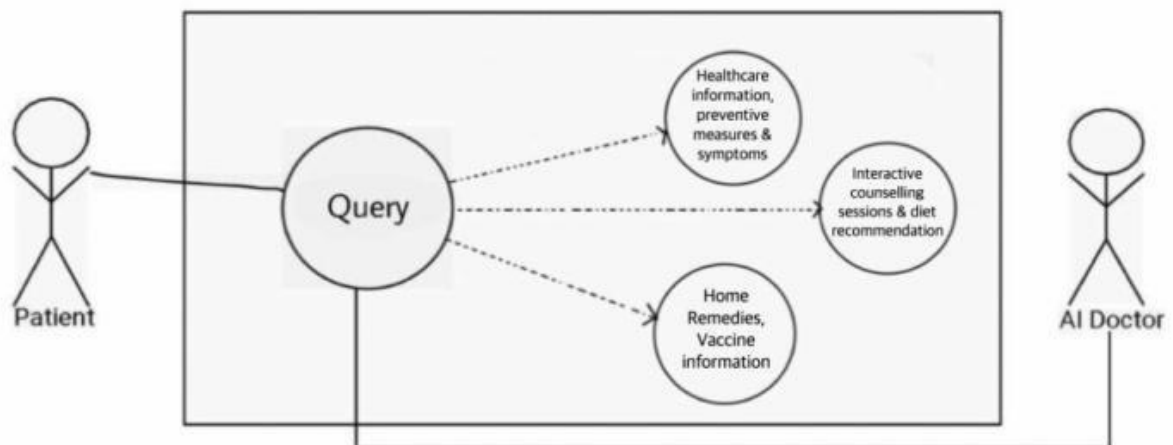 Healthcare
information,
preventive
measures &
symptoms
Query
Interactive
counselling
sessions & diet
recommendation
Home
Remedies,
Vaccine
information
Patient
AI Doctor